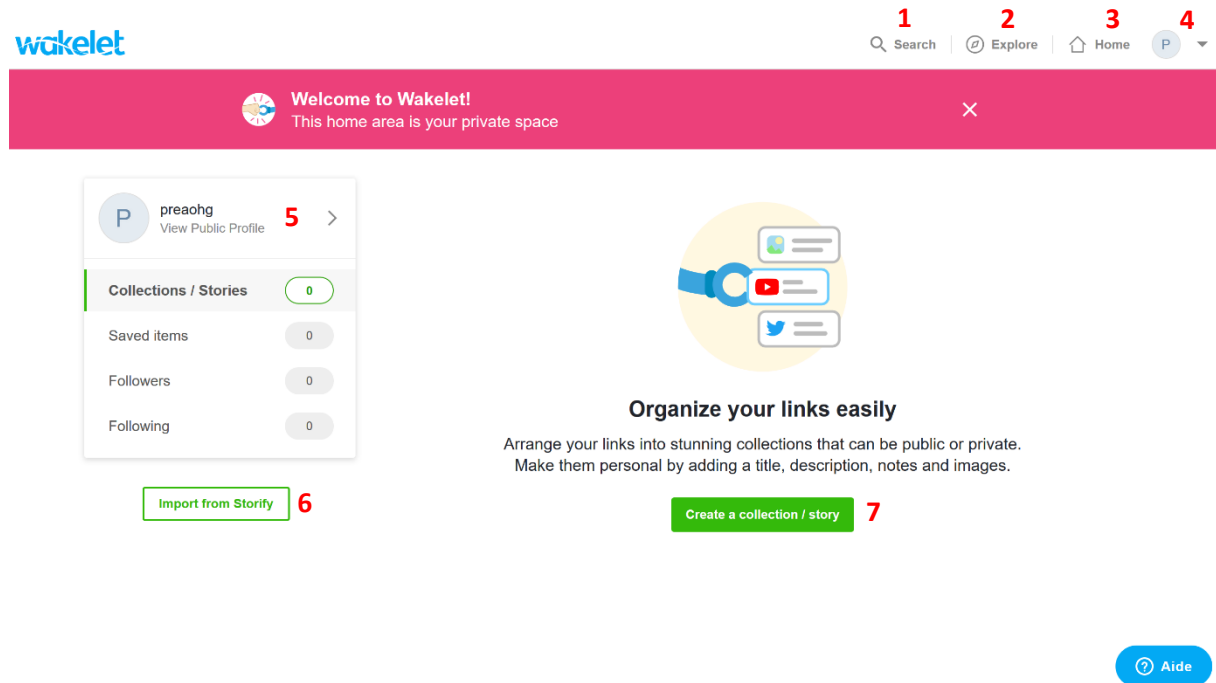 1 2 3 4
wakelet
Search Explore Home P
Welcome to Wakelet!
This home area is your private space
P preaohg 5
View Public Profile
Collections / Stories 0
Saved items 0
Followers 0
Following 0
Import from Storify 6
Organize your links easily
Arrange your links into stunning collections that can be public or private.
Make them personal by adding a title, description, notes and images.
Create a collection / story 7
? Aide